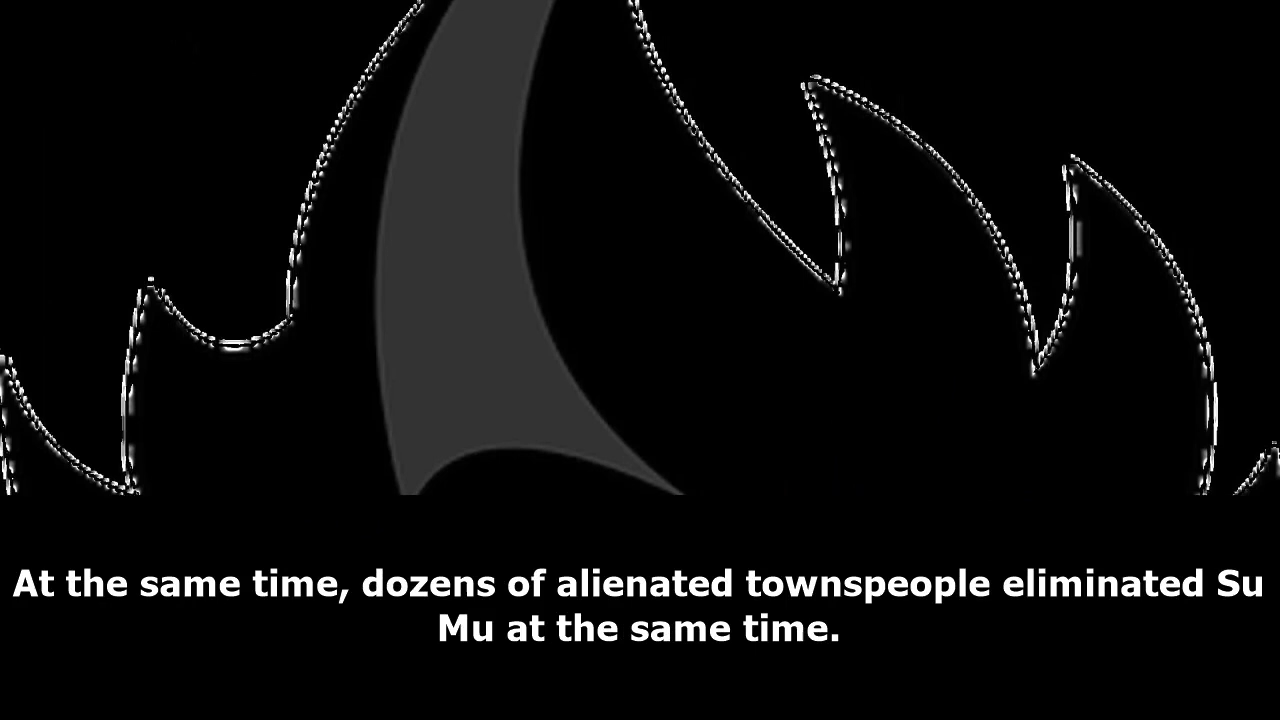 At the same time, dozens of alienated townspeople eliminated Su
Mu at the same time.